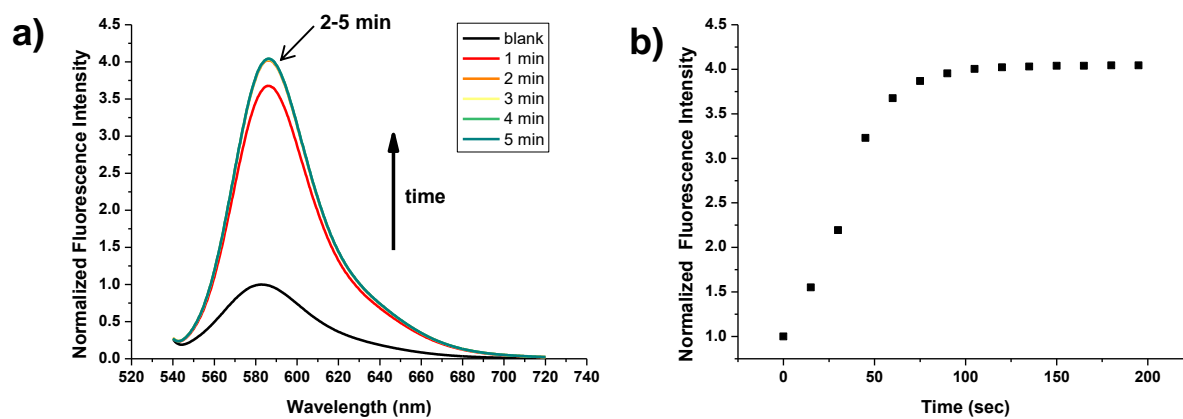 a)
Normalized Fluorescence Intensity
4.5
4.0
3.5
3.0
2.5
2.0
1.5
1.0
0.5
0.0
520 540 560 580 600 620 640 660 680 700 720 740
Wavelength (nm)
2-5 min
time
blank
1 min
2 min
3 min
4 min
5 min
b)
Normalized Fluorescence Intensity
4.5
4.0
3.5
3.0
2.5
2.0
1.5
1.0
0 50 100 150 200
Time (sec)